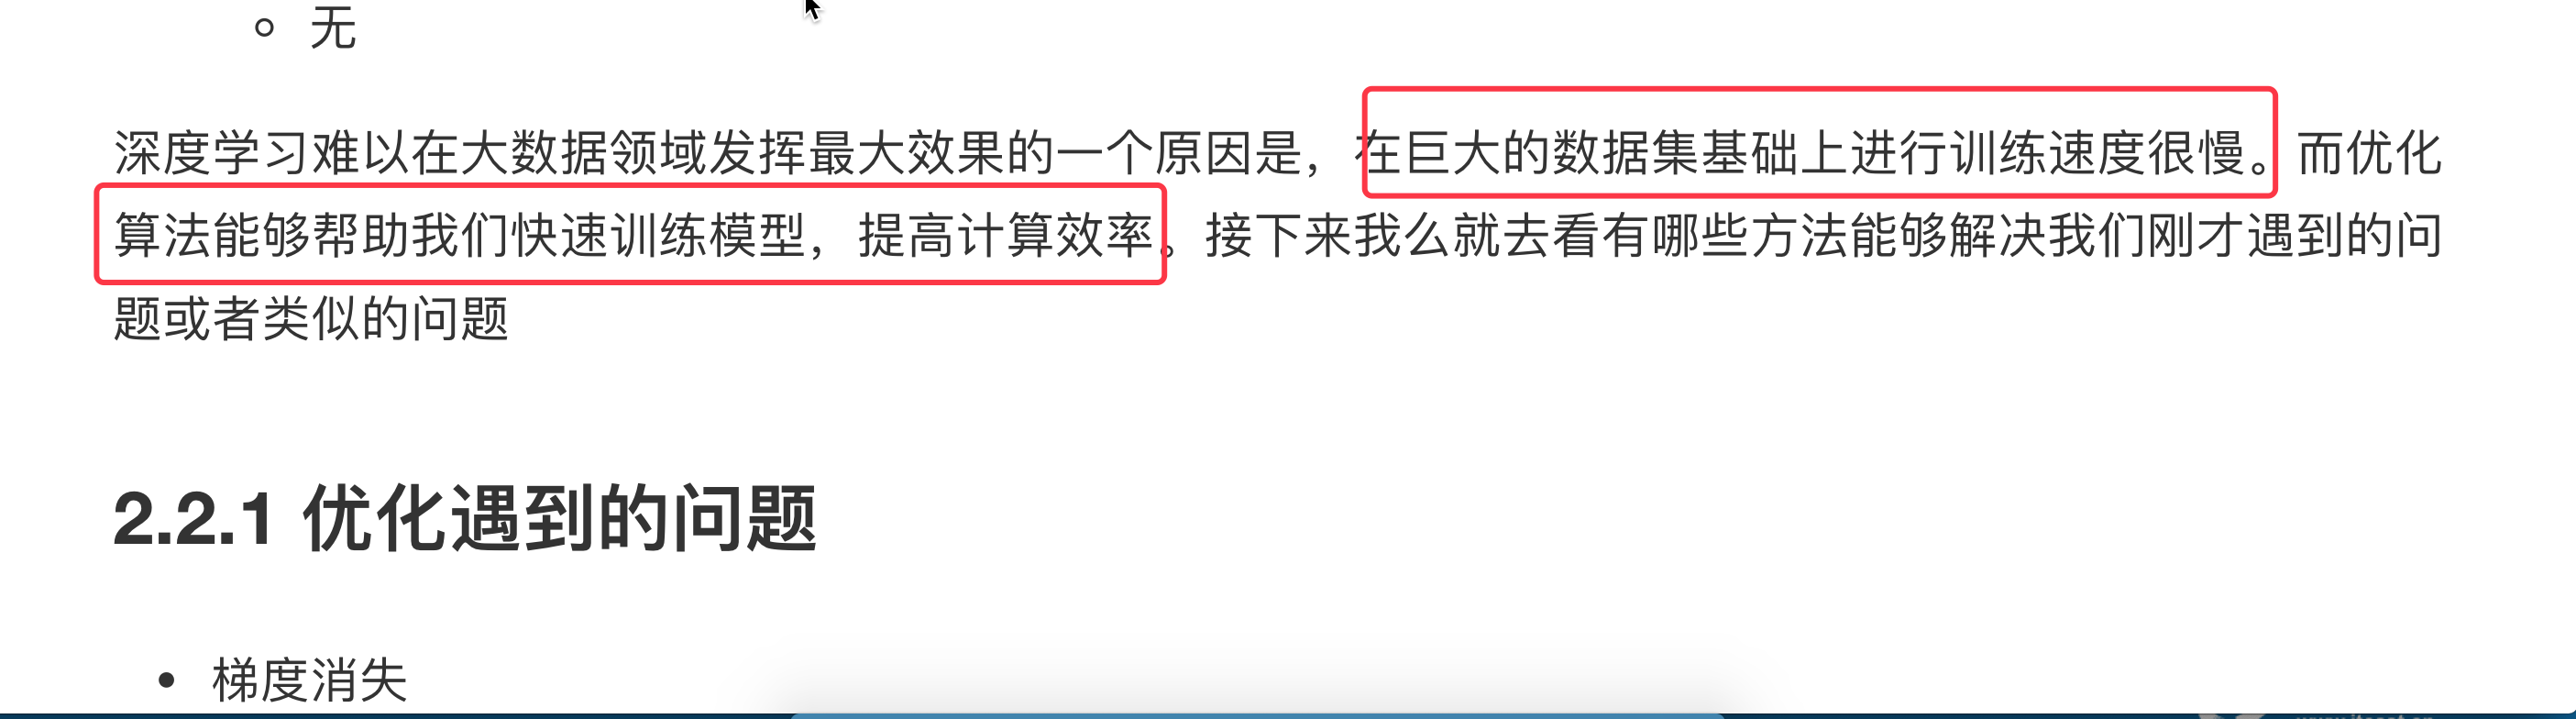 无
深度学习难以在大数据领域发挥最大效果的一个原因是，在巨大的数据集基础上进行训练速度很慢。而优化
算法能够帮助我们快速训练模型，提高计算效率。接下来我么就去看有哪些方法能够解决我们刚才遇到的问
题或者类似的问题
2.2.1 优化遇到的问题
梯度消失